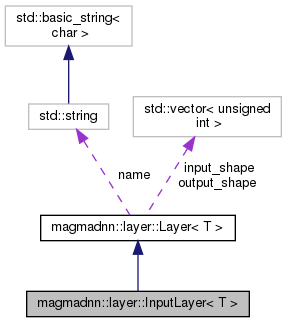 std::basic_string<
char >
std::string
std::vector< unsigned
int >
name
input_shape
output_shape
magmadnn::layer::Layer< T >
magmadnn::layer::InputLayer< T >